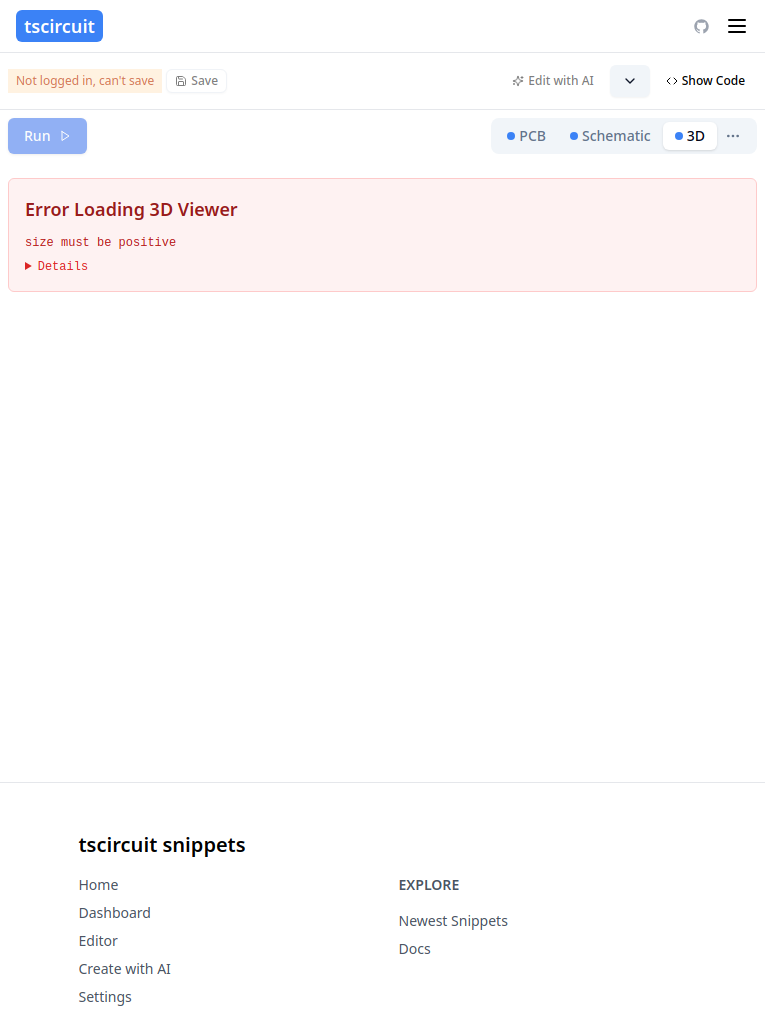 tscircuit
Not logged in, can't save
Save
Edit with AI
Show Code
Run
PCB
Schematic
3D
Error Loading 3D Viewer
size must be positive
Details
tscircuit snippets
Home
Dashboard
Editor
Create with AI
Settings
EXPLORE
Newest Snippets
Docs